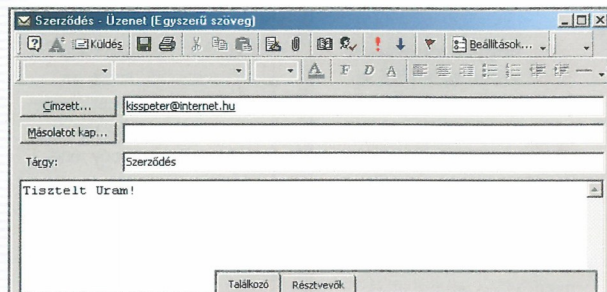 Szerződés - Üzenet (Egyszerű szöveg)
Küldés Beállítások...
F D A
Címzett... kisspeter@internet.hu
Másolatot kap...
Tárgy: Szerződés
Tisztelt Uram!
Találkozó Résztvevők